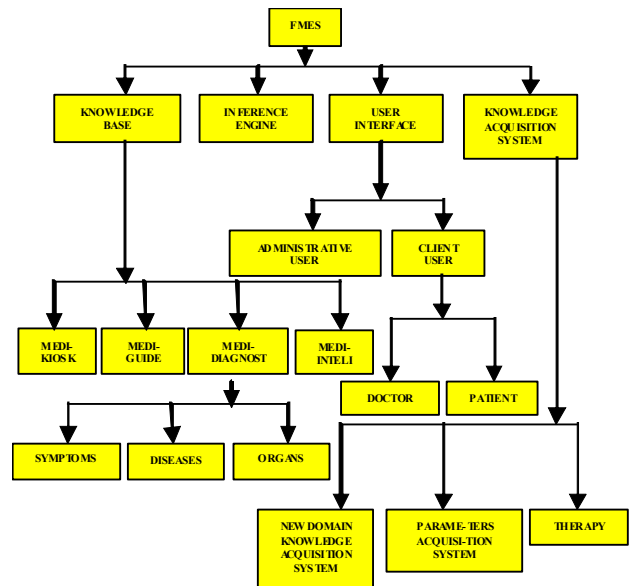 FMES
KNOWLEDGE
BASE
INFERENCE
ENGINE
USER
INTERFACE
KNOWLEDGE
ACQUISITION
SYSTEM
ADMINISTRATIVE
USER
CLIENT
USER
MEDI-
KIOSK
MEDI-
GUIDE
MEDI-
DIAGNOST
MEDI-
INTELI
DOCTOR
PATIENT
SYMPTOMS
DISEASES
ORGANS
NEW DOMAIN
KNOWLEDGE
ACQUISITION
SYSTEM
PARAME-TERS
ACQUISI-TION
SYSTEM
THERAPY